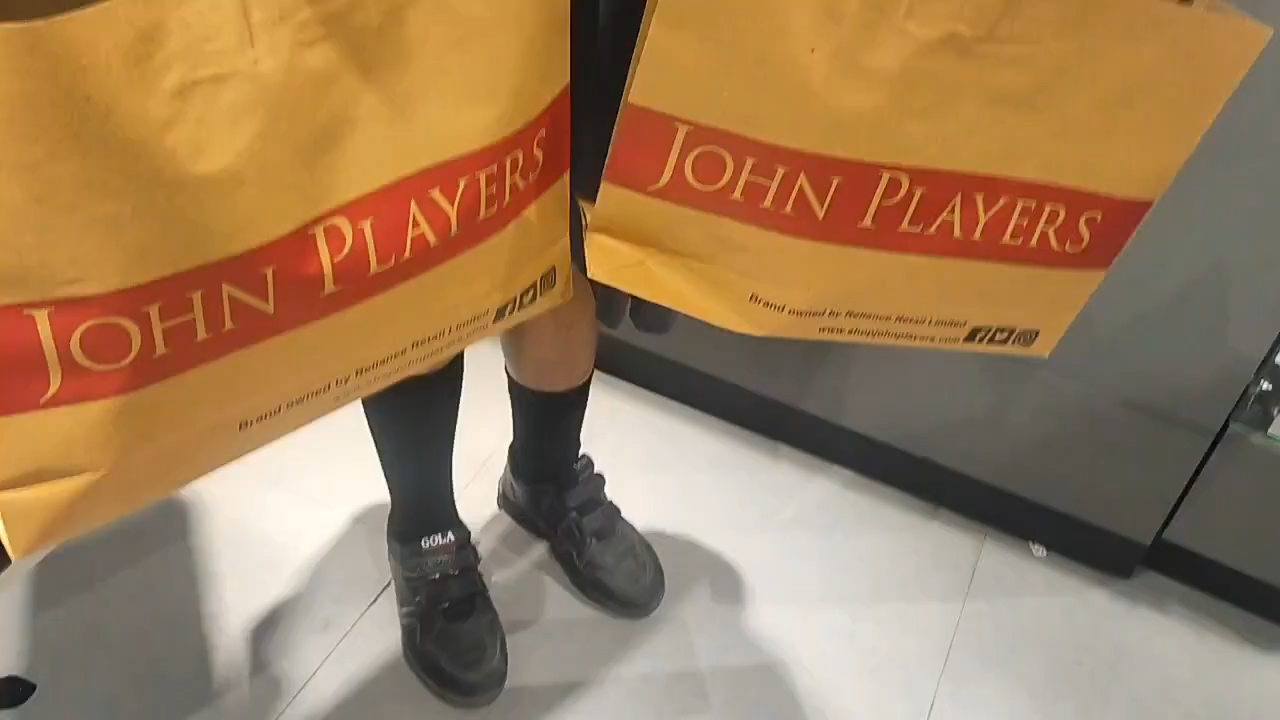 JOHN PLAYERS
Brand owned by Reliance Retail Limited
JOHN PLAYERS
Brand owned by Reliance Retail Limited
www.shopjohnplayers.com
GOLA